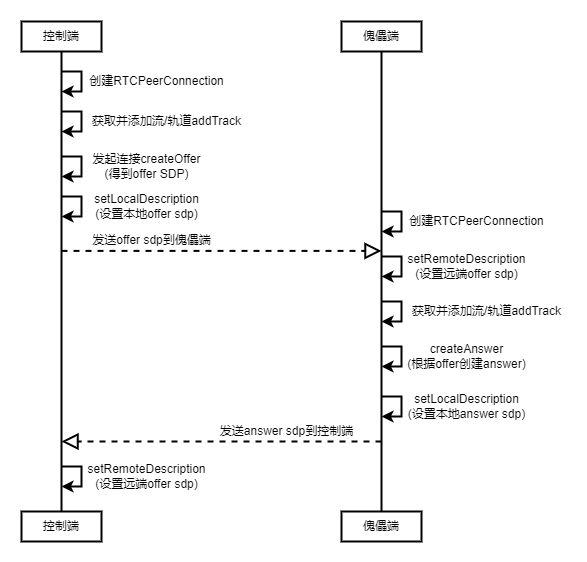 控制端
傀儡端
创建RTCPeerConnection
获取并添加流/轨道addTrack
发起连接createOffer
(得到offer SDP)
setLocalDescription
(设置本地offer sdp)
创建RTCPeerConnection
发送offer sdp到傀儡端
setRemoteDescription
(设置远端offer sdp)
获取并添加流/轨道addTrack
createAnswer
(根据offer创建answer)
setLocalDescription
(设置本地answer sdp)
发送answer sdp到控制端
setRemoteDescription
(设置远端offer sdp)
控制端
傀儡端